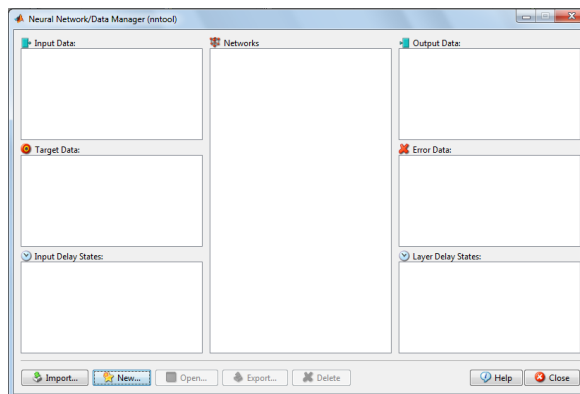 Neural Network/Data Manager (nntool)
Input Data:
Networks
Output Data:
Target Data:
Error Data:
Input Delay States:
Layer Delay States:
Import...
New...
Open...
Export...
Delete
Help
Close